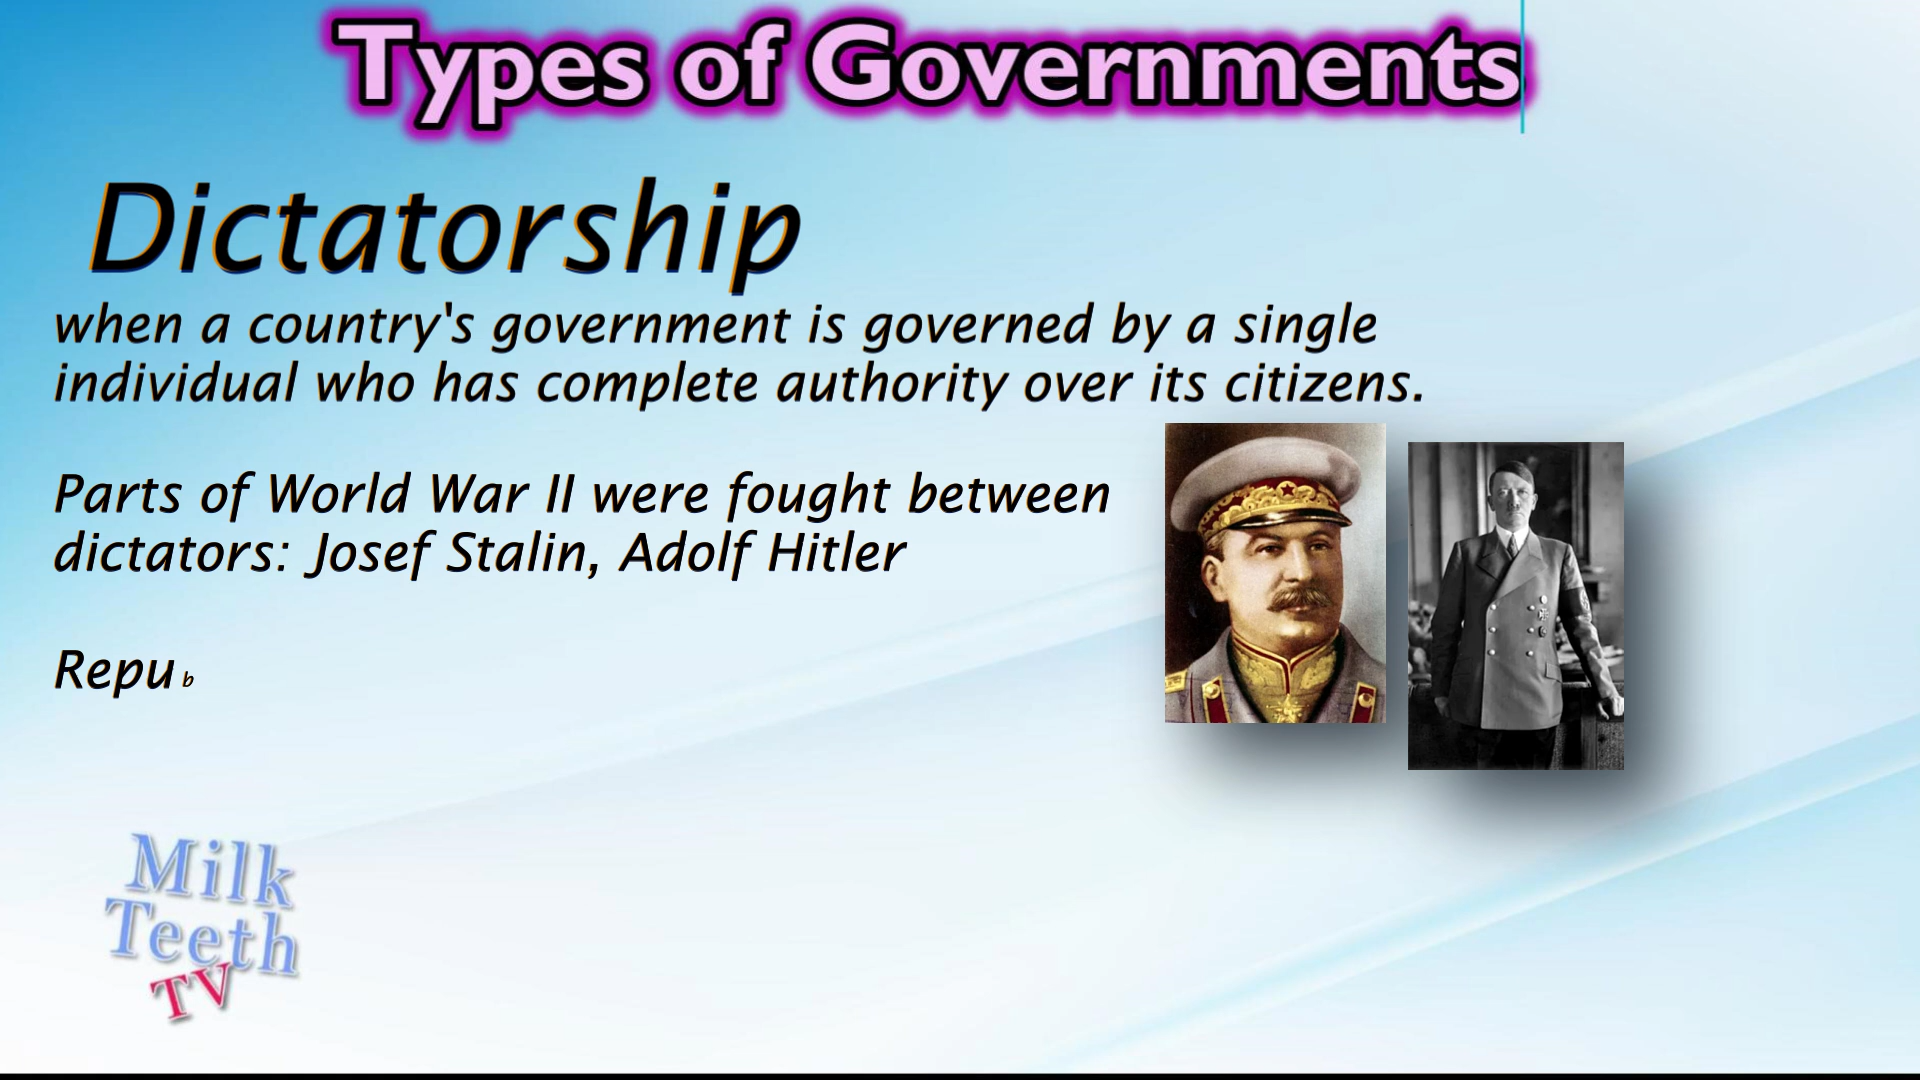 Types of Governments
Dictatorship
when a country's government is governed by a single
individual who has complete authority over its citizens.
Parts of World War II were fought between
dictators: Josef Stalin, Adolf Hitler
Repub
Milk
Teeth
TV